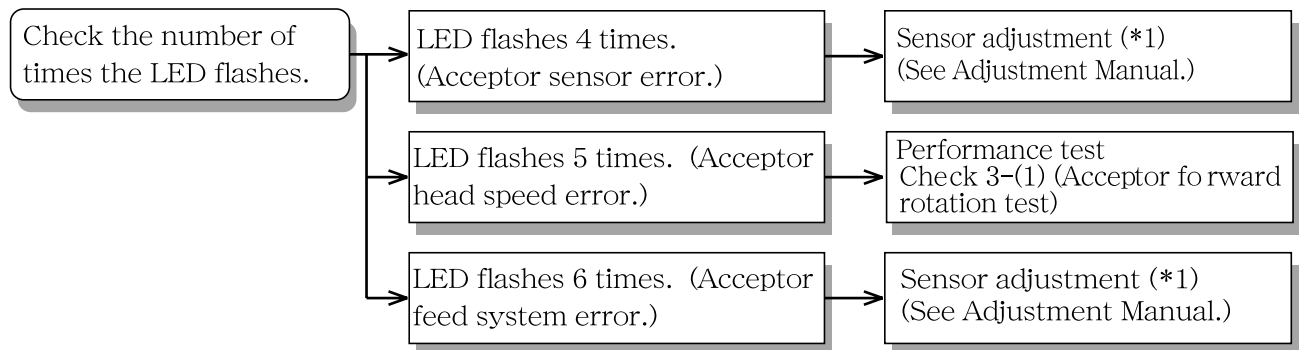 Check the number of
times the LED flashes.
LED flashes 4 times.
(Acceptor sensor error.)
Sensor adjustment (*1)
(See Adjustment Manual.)
LED flashes 5 times. (Acceptor
head speed error.)
Performance test
Check 3-(1) (Acceptor fo rward
rotation test)
LED flashes 6 times. (Acceptor
feed system error.)
Sensor adjustment (*1)
(See Adjustment Manual.)